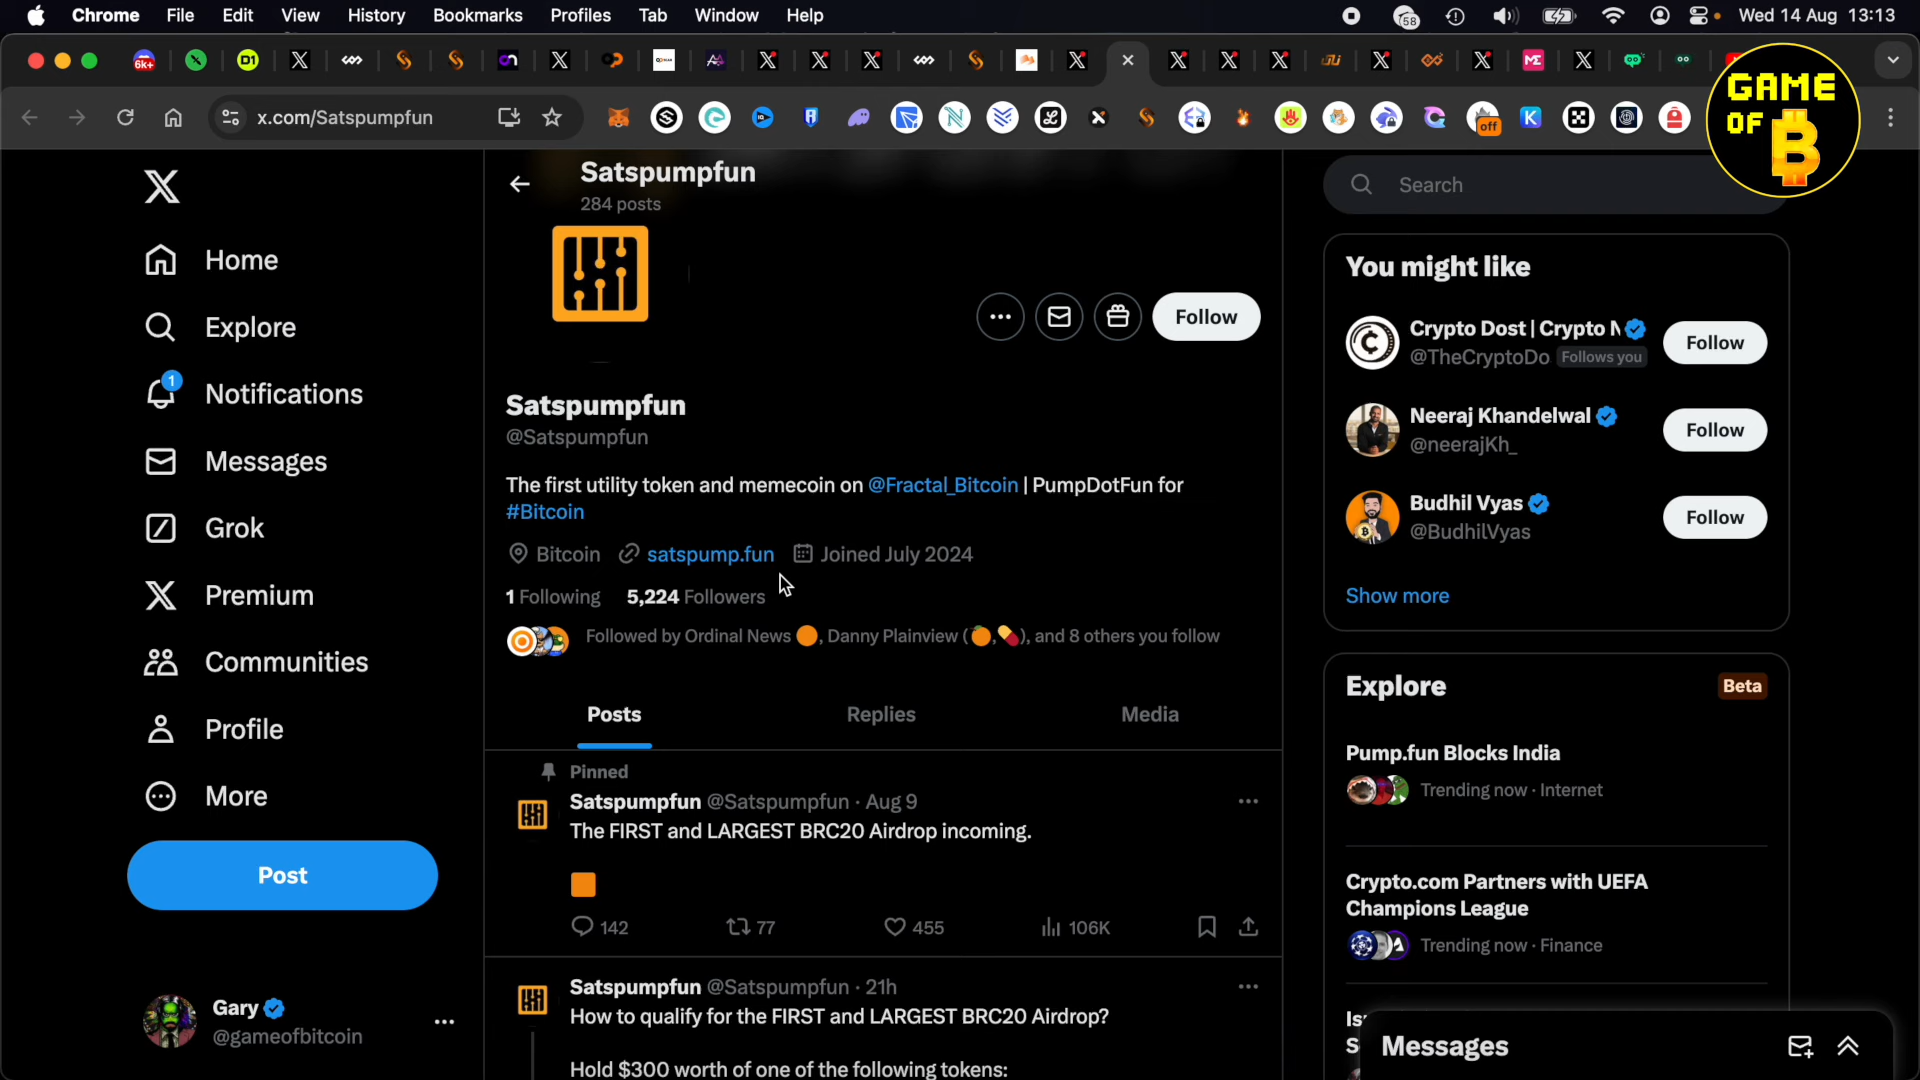 Chrome File Edit View History Bookmarks Profiles Tab Window Help
58
Wed 14 Aug 13:13
6k+
D1
x.com/Satspumpfun
off
GAME
OF B
Home
Explore
1
Notifications
Messages
Grok
Premium
Communities
Profile
More
Post
Gary
@gameofbitcoin
Satspumpfun
284 posts
Follow
Satspumpfun
@Satspumpfun
The first utility token and memecoin on @Fractal_Bitcoin | PumpDotFun for
#Bitcoin
Bitcoin satspump.fun Joined July 2024
1 Following 5,224 Followers
Followed by Ordinal News 🟠, Danny Plainview (🍊,💊), and 8 others you follow
Posts Replies Media
Pinned
Satspumpfun @Satspumpfun · Aug 9
The FIRST and LARGEST BRC20 Airdrop incoming.
🟧
142 77 455 106K
Satspumpfun @Satspumpfun · 21h
How to qualify for the FIRST and LARGEST BRC20 Airdrop?
Hold $300 worth of one of the following tokens:
Search
You might like
Crypto Dost | Crypto
@TheCryptoDo Follows you
Follow
Neeraj Khandelwal
@neerajKh_
Follow
Budhil Vyas
@BudhilVyas
Follow
Show more
Explore
Beta
Pump.fun Blocks India
Trending now · Internet
Crypto.com Partners with UEFA
Champions League
Trending now · Finance
Messages